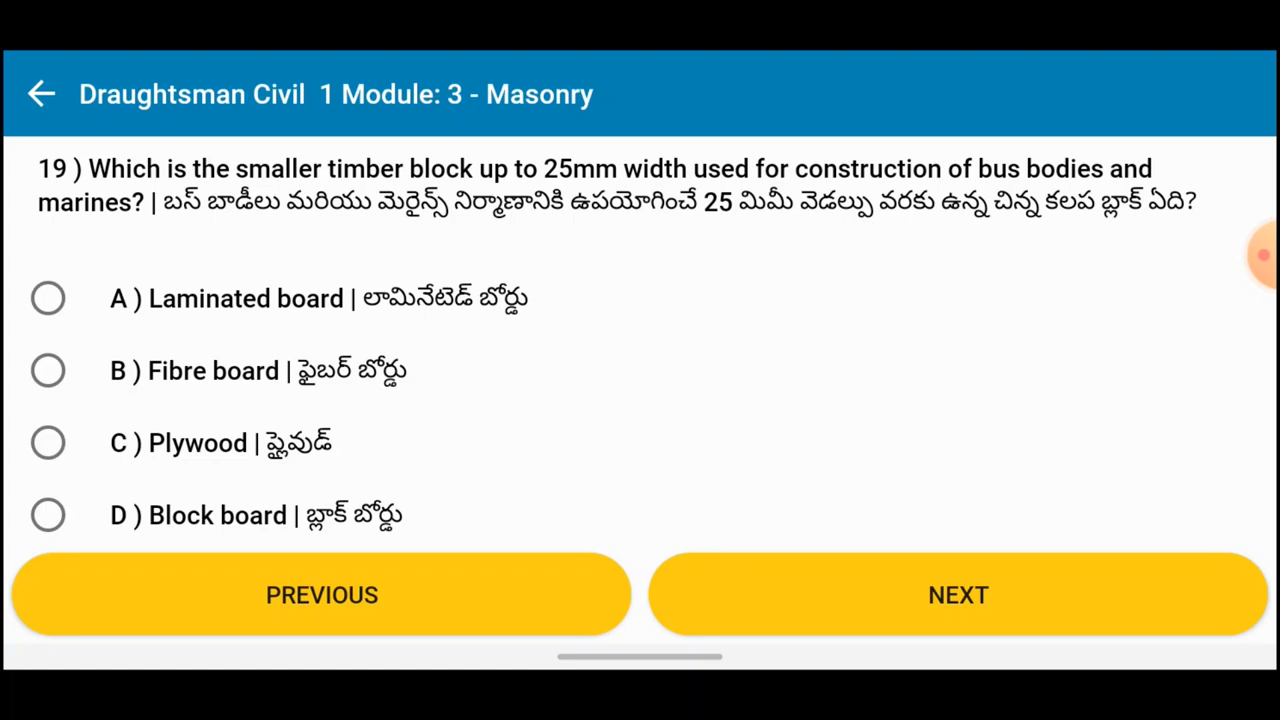 Draughtsman Civil 1 Module: 3 - Masonry
19 ) Which is the smaller timber block up to 25mm width used for construction of bus bodies and
marines? | బస్ బాడీలు మరియు మెరైన్స్ నిర్మాణానికి ఉపయోగించే 25 మిమీ వెడల్పు వరకు ఉన్న చిన్న కలప బ్లాక్ ఏది?
A ) Laminated board | లామినేటెడ్ బోర్డు
B ) Fibre board | ఫైబర్ బోర్డు
C ) Plywood | ప్లైవుడ్
D ) Block board | బ్లాక్ బోర్డు
PREVIOUS
NEXT